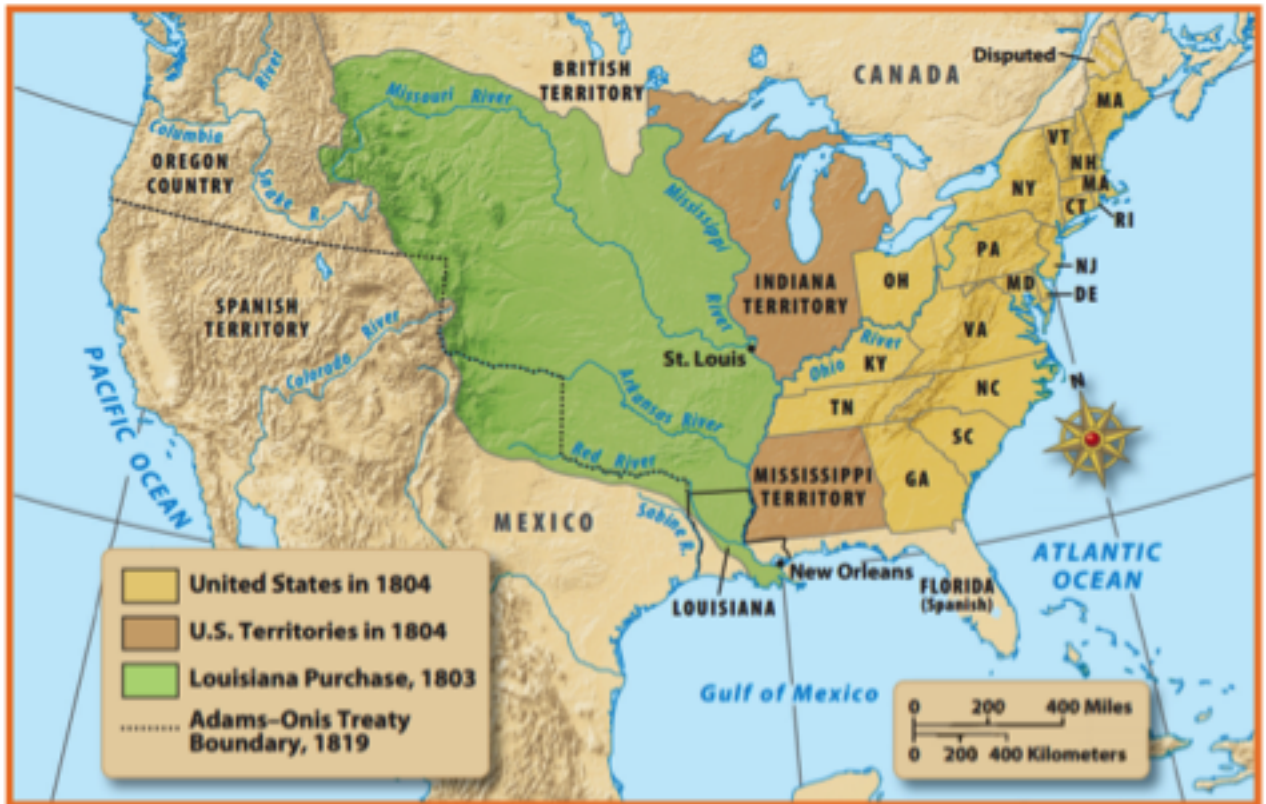 Disputed
BRITISH
TERRITORY
CANADA
MA
River
Missouri River
Columbia
OREGON
COUNTRY
Snake R.
VT
NH
MA
NY
CT
RI
Mississippi
River
PA
NJ
OH
MD
DE
INDIANA
TERRITORY
SPANISH
TERRITORY
Colorado River
VA
St. Louis
Ohio River
KY
PACIFIC OCEAN
Arkansas River
N
NC
TN
SC
Red River
MISSISSIPPI
TERRITORY
GA
MEXICO
Sabine R.
ATLANTIC
OCEAN
New Orleans
FLORIDA
(Spanish)
LOUISIANA
Gulf of Mexico
United States in 1804
U.S. Territories in 1804
Louisiana Purchase, 1803
Adams–Onis Treaty
Boundary, 1819
0 200 400 Miles
0 200 400 Kilometers